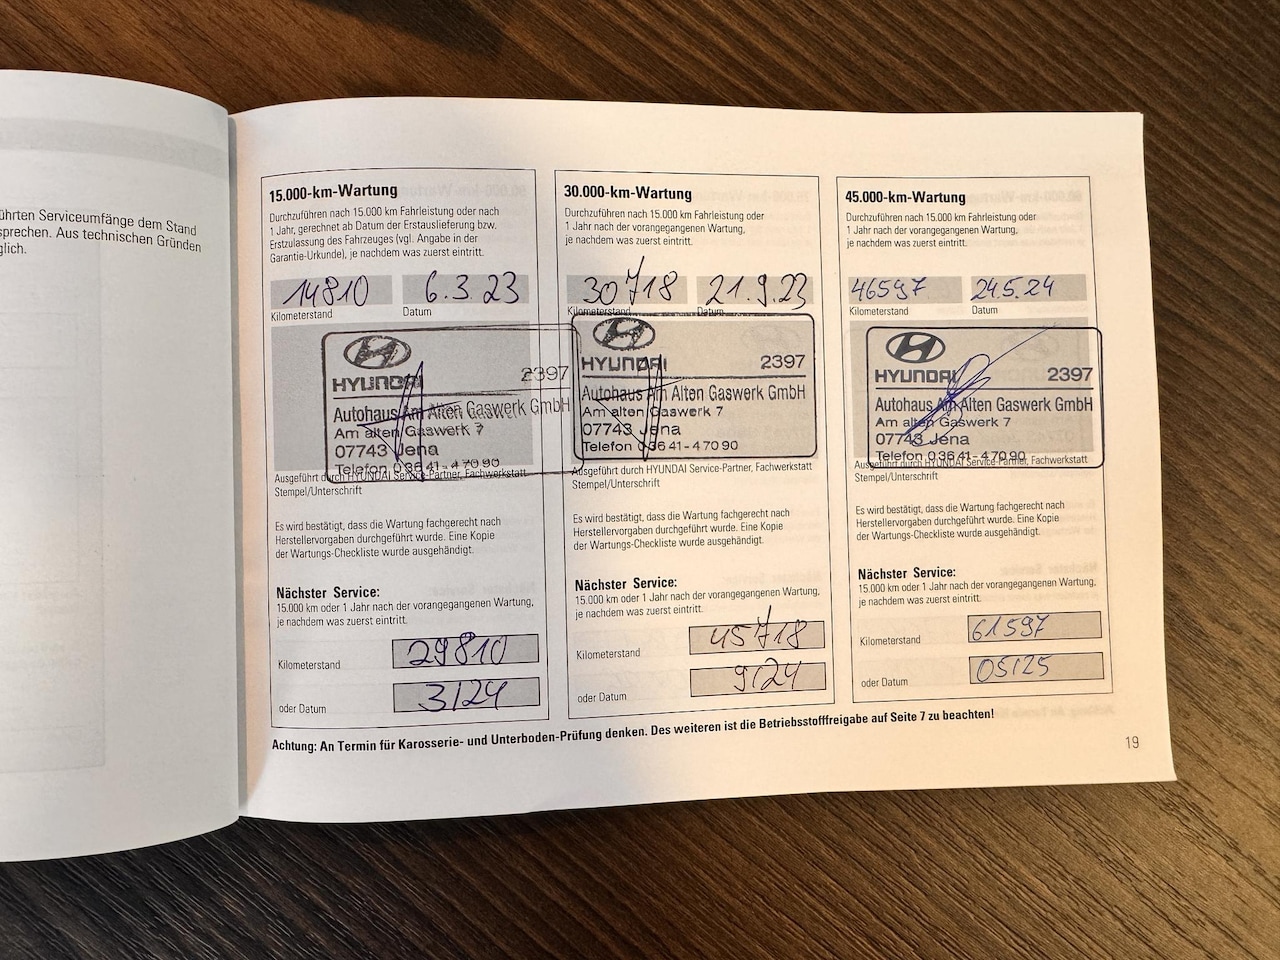 ührten Serviceumfänge dem Stand
sprechen. Aus technischen Gründen
glich.
15.000-km-Wartung
Durchzuführen nach 15.000 km Fahrleistung oder nach
1 Jahr, gerechnet ab Datum der Erstauslieferung bzw.
Erstzulassung des Fahrzeuges (vgl. Angabe in der
Garantie-Urkunde), je nachdem was zuerst eintritt.
14810 6.3.23
Kilometerstand Datum
HYUNDAI 2397
Autohaus Am Alten Gaswerk GmbH
Am alten Gaswerk 7
07743 Jena
Telefon 03641-47090
Ausgeführt durch HYUNDAI Service-Partner, Fachwerkstatt
Stempel/Unterschrift
Es wird bestätigt, dass die Wartung fachgerecht nach
Herstellervorgaben durchgeführt wurde. Eine Kopie
der Wartungs-Checkliste wurde ausgehändigt.
Nächster Service:
15.000 km oder 1 Jahr nach der vorangegangenen Wartung,
je nachdem was zuerst eintritt.
Kilometerstand 29810
oder Datum 3/24
30.000-km-Wartung
Durchzuführen nach 15.000 km Fahrleistung oder
1 Jahr nach der vorangegangenen Wartung,
je nachdem was zuerst eintritt.
30718 21.9.23
Kilometerstand Datum
HYUNDAI 2397
Autohaus Am Alten Gaswerk GmbH
Am alten Gaswerk 7
07743 Jena
Telefon 03641-47090
Ausgeführt durch HYUNDAI Service-Partner, Fachwerkstatt
Stempel/Unterschrift
Es wird bestätigt, dass die Wartung fachgerecht nach
Herstellervorgaben durchgeführt wurde. Eine Kopie
der Wartungs-Checkliste wurde ausgehändigt.
Nächster Service:
15.000 km oder 1 Jahr nach der vorangegangenen Wartung,
je nachdem was zuerst eintritt.
Kilometerstand 45718
oder Datum 9/24
45.000-km-Wartung
Durchzuführen nach 15.000 km Fahrleistung oder
1 Jahr nach der vorangegangenen Wartung,
je nachdem was zuerst eintritt.
46597 24.5.24
Kilometerstand Datum
HYUNDAI 2397
Autohaus Am Alten Gaswerk GmbH
Am alten Gaswerk 7
07743 Jena
Telefon 03641-47090
Ausgeführt durch HYUNDAI Service-Partner, Fachwerkstatt
Stempel/Unterschrift
Es wird bestätigt, dass die Wartung fachgerecht nach
Herstellervorgaben durchgeführt wurde. Eine Kopie
der Wartungs-Checkliste wurde ausgehändigt.
Nächster Service:
15.000 km oder 1 Jahr nach der vorangegangenen Wartung,
je nachdem was zuerst eintritt.
Kilometerstand 61597
oder Datum 05/25
Achtung: An Termin für Karosserie- und Unterboden-Prüfung denken. Des weiteren ist die Betriebsstofffreigabe auf Seite 7 zu beachten!
19